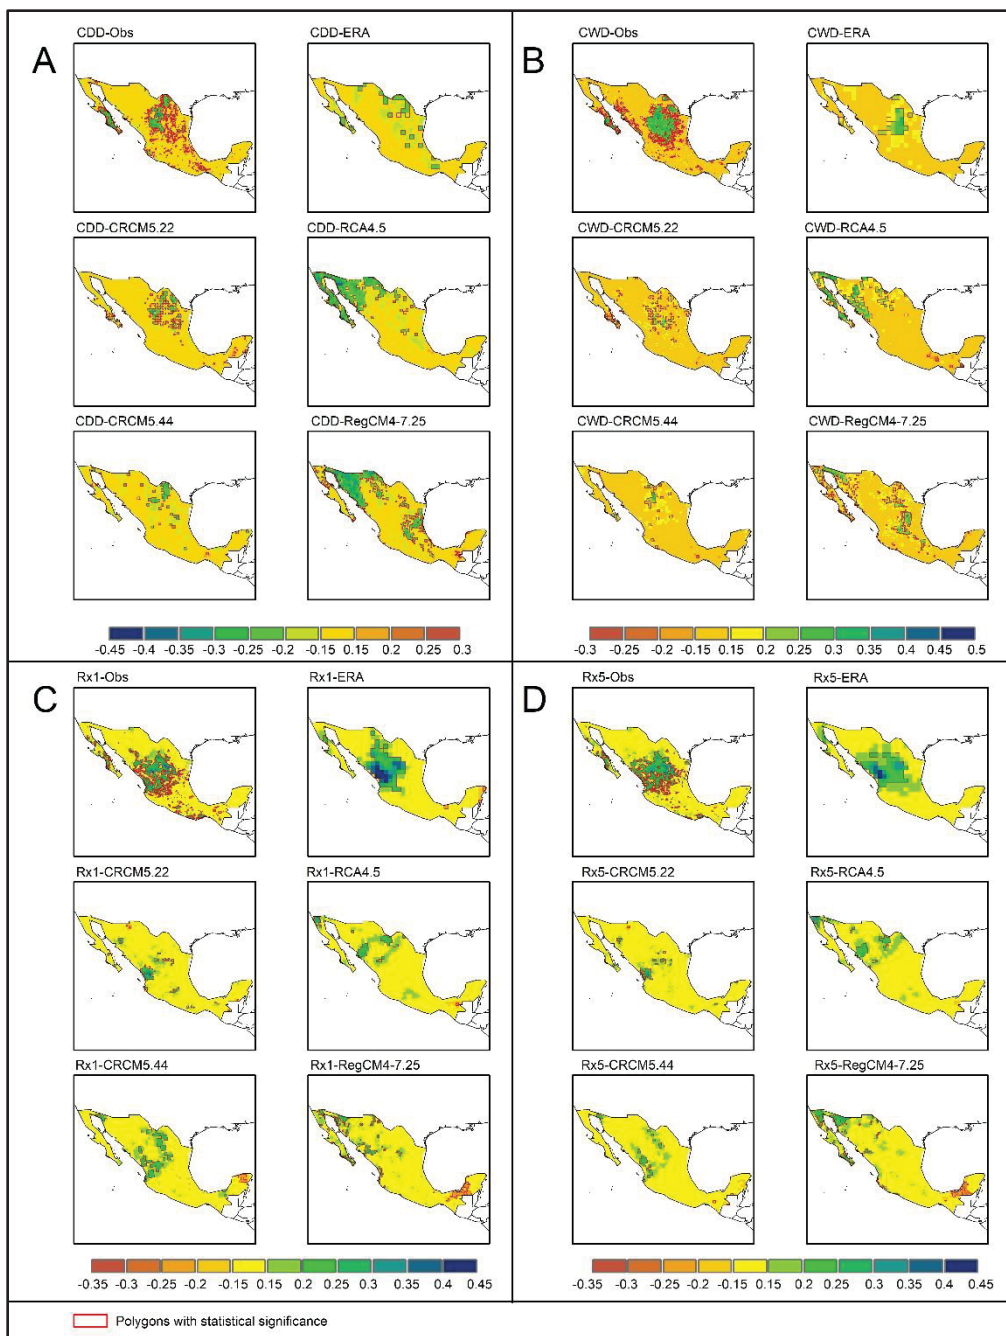 A
CDD-Obs
CDD-ERA
CDD-CRCM5.22
CDD-RCA4.5
CDD-CRCM5.44
CDD-RegCM4-7.25
-0.45 -0.4 -0.35 -0.3 -0.25 -0.2 -0.15 0.15 0.2 0.25 0.3
B
CWD-Obs
CWD-ERA
CWD-CRCM5.22
CWD-RCA4.5
CWD-CRCM5.44
CWD-RegCM4-7.25
-0.3 -0.25 -0.2 -0.15 0.15 0.2 0.25 0.3 0.35 0.4 0.45 0.5
C
Rx1-Obs
Rx1-ERA
Rx1-CRCM5.22
Rx1-RCA4.5
Rx1-CRCM5.44
Rx1-RegCM4-7.25
-0.35 -0.3 -0.25 -0.2 -0.15 0.15 0.2 0.25 0.3 0.35 0.4 0.45
D
Rx5-Obs
Rx5-ERA
Rx5-CRCM5.22
Rx5-RCA4.5
Rx5-CRCM5.44
Rx5-RegCM4-7.25
-0.35 -0.3 -0.25 -0.2 -0.15 0.15 0.2 0.25 0.3 0.35 0.4 0.45
Polygons with statistical significance